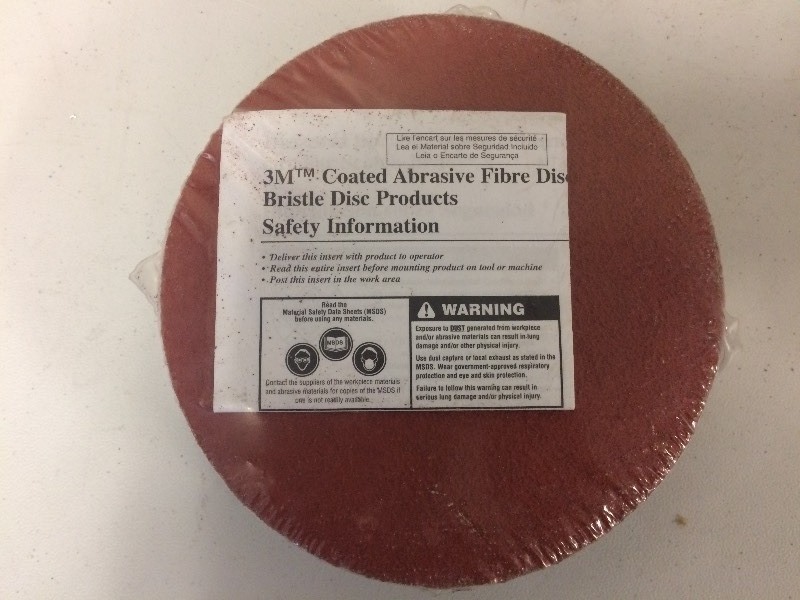 Lire l'encart sur les mesures de sécurité
Lea el Material sobre Seguridad Incluido
Leia o Encarte de Segurança
3M™ Coated Abrasive Fibre Dis
Bristle Disc Products
Safety Information
• Deliver this insert with product to operator
• Read this entire insert before mounting product on tool or machine
• Post this insert in the work area
Read the
Material Safety Data Sheets (MSDS)
before using any materials.
MSDS
Contact the suppliers of the workpiece materials
and abrasive materials for copies of the MSDS if
one is not readily available.
WARNING
Exposure to DUST generated from workpiece
and/or abrasive materials can result in lung
damage and/or other physical injury.
Use dust capture or local exhaust as stated in the
MSDS. Wear government-approved respiratory
protection and eye and skin protection.
Failure to follow this warning can result in
serious lung damage and/or physical injury.